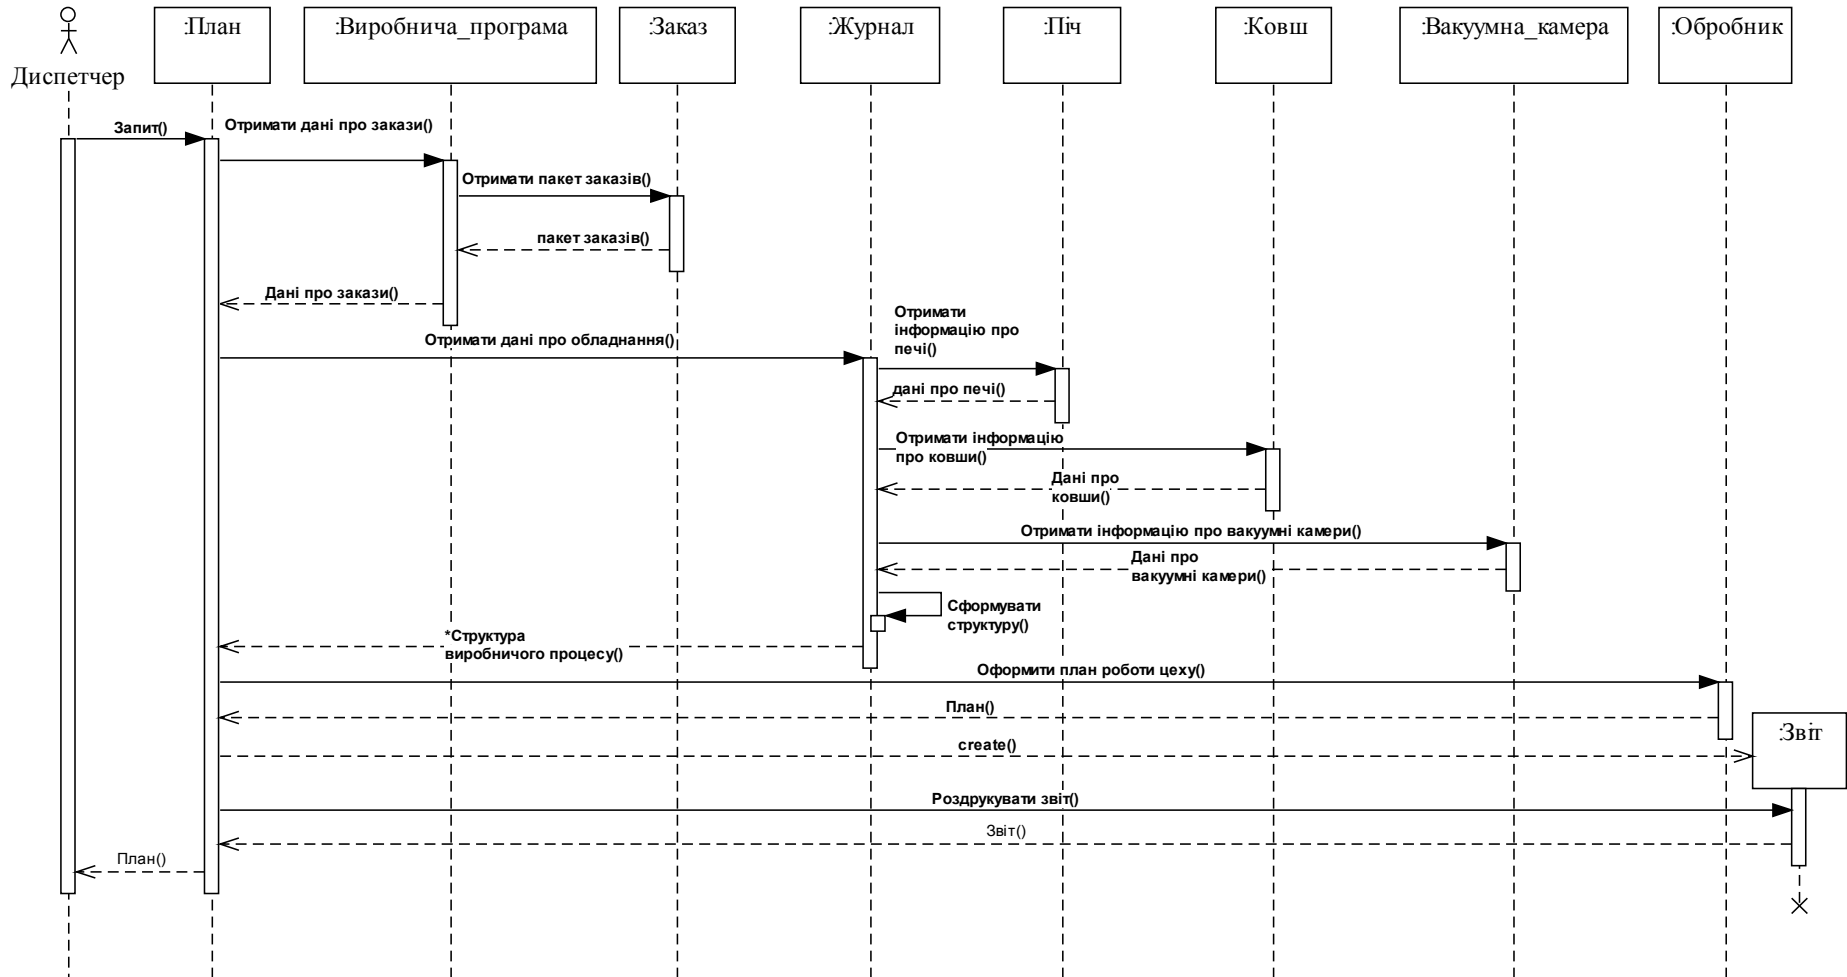 :План
:Виробнича_програма
:Заказ
:Журнал
:Піч
:Ковш
:Вакуумна_камера
:Обробник
Диспетчер
Запит()
Отримати дані про закази()
Отримати пакет заказів()
пакет заказів()
Дані про закази()
Отримати дані про обладнання()
Отримати
інформацію про
печі()
дані про печі()
Отримати інформацію
про ковши()
Дані про
ковши()
Отримати інформацію про вакуумні камери()
Дані про
вакуумні камери()
Сформувати
структуру()
*Структура
виробничого процесу()
Оформити план роботи цеху()
План()
create()
:Звіт
Роздрукувати звіт()
Звіт()
План()